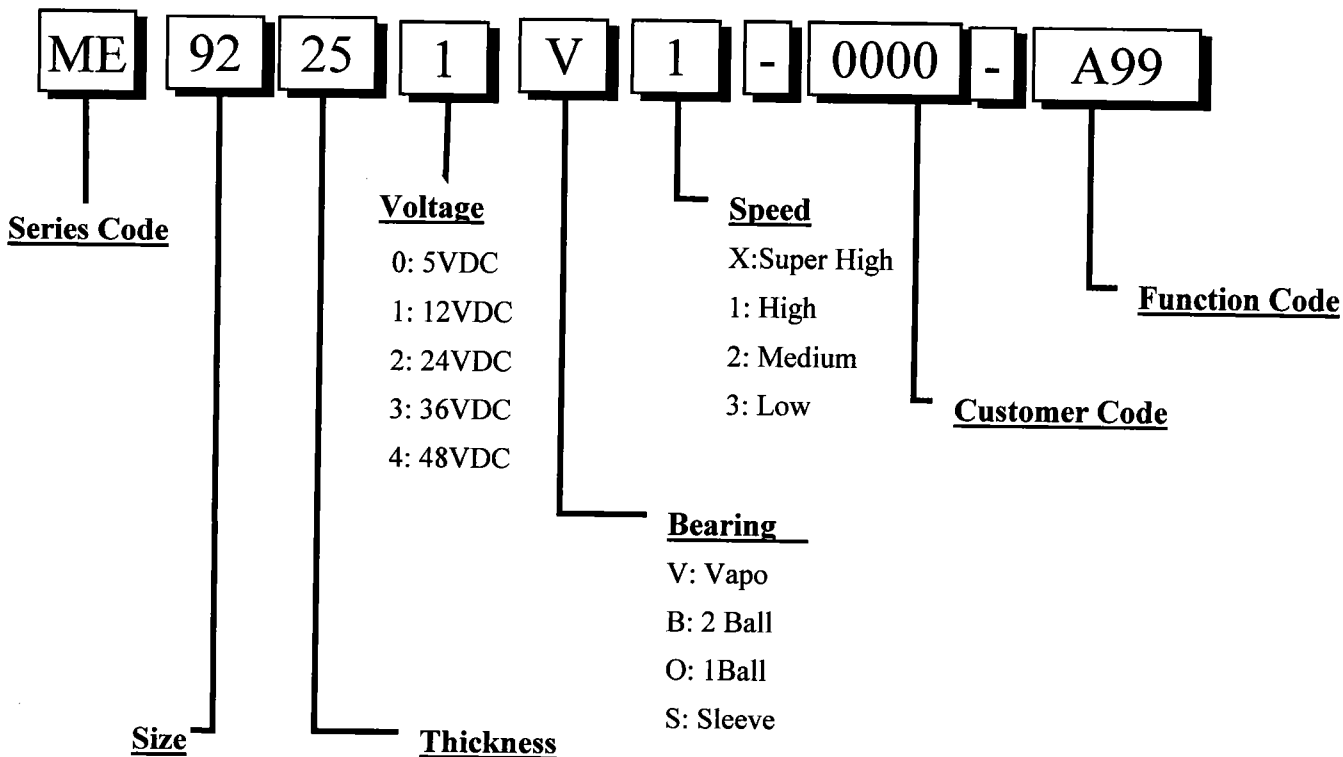 ME 92 25 1 V 1 - 0000 - A99
Series Code
Voltage
0: 5VDC
1: 12VDC
2: 24VDC
3: 36VDC
4: 48VDC
Speed
X:Super High
1: High
2: Medium
3: Low
Function Code
Customer Code
Bearing
V: Vapo
B: 2 Ball
O: 1Ball
S: Sleeve
Size
Thickness